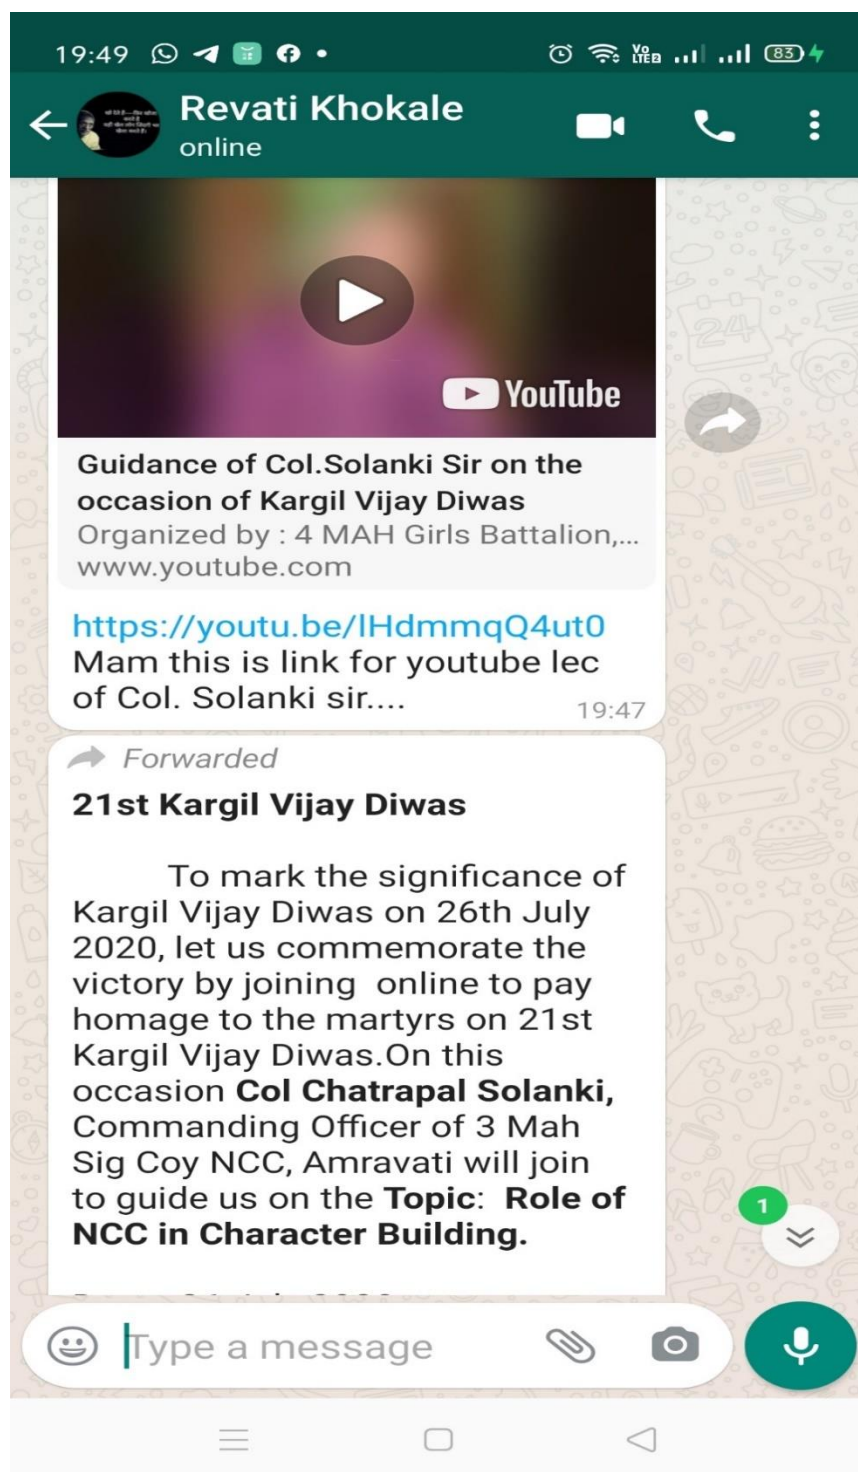 19:49
83
Revati Khokale
online
YouTube
Guidance of Col.Solanki Sir on the
occasion of Kargil Vijay Diwas
Organized by : 4 MAH Girls Battalion,...
www.youtube.com
https://youtu.be/lHdmmqQ4ut0
Mam this is link for youtube lec
of Col. Solanki sir....
19:47
Forwarded
21st Kargil Vijay Diwas
To mark the significance of
Kargil Vijay Diwas on 26th July
2020, let us commemorate the
victory by joining online to pay
homage to the martyrs on 21st
Kargil Vijay Diwas.On this
occasion Col Chatrapal Solanki,
Commanding Officer of 3 Mah
Sig Coy NCC, Amravati will join
to guide us on the Topic: Role of
NCC in Character Building.
1
Type a message